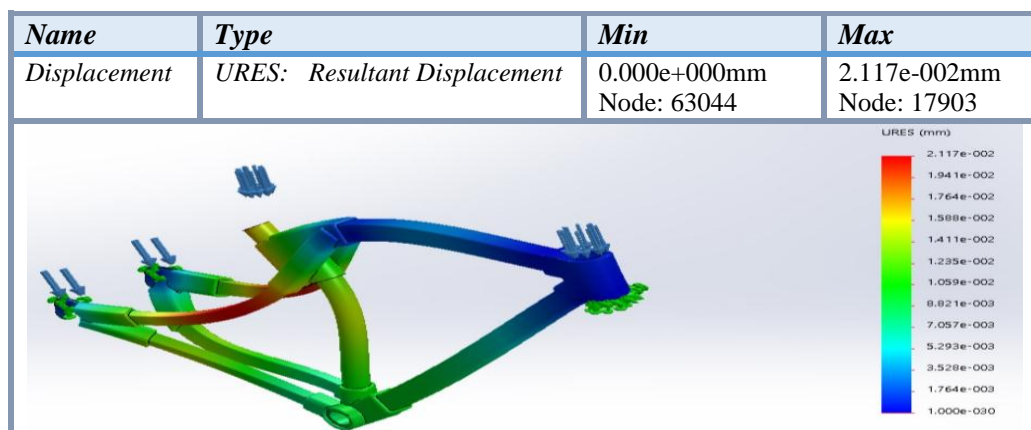 Name Type Min Max
Displacement URES: Resultant Displacement 0.000e+000mm 2.117e-002mm
Node: 63044 Node: 17903
URES (mm)
2.117e-002
1.941e-002
1.764e-002
1.588e-002
1.411e-002
1.235e-002
1.059e-002
8.821e-003
7.057e-003
5.293e-003
3.528e-003
1.764e-003
1.000e-030